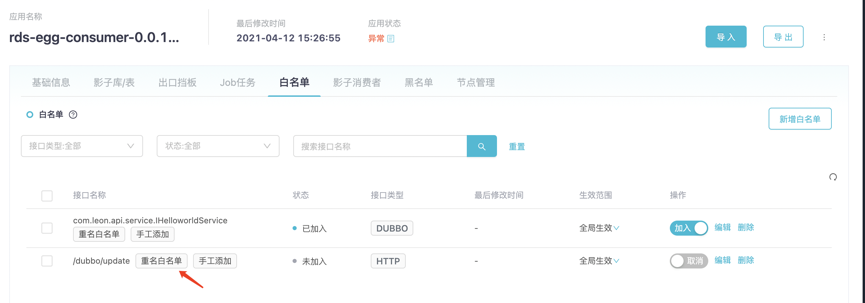 应用名称
rds-egg-consumer-0.0.1...
最后修改时间
2021-04-12 15:26:55
应用状态
异常
导 入
导 出
基础信息 影子库/表 出口挡板 Job任务 白名单 影子消费者 黑名单 节点管理
白名单
新增白名单
接口类型:全部
状态:全部
搜索接口名称
重置
接口名称 状态 接口类型 最后修改时间 生效范围 操作
com.leon.api.service.IHelloworldService
重名白名单 手工添加
已加入 DUBBO - 全局生效 加入 编辑 删除
/dubbo/update 重名白名单 手工添加 未加入 HTTP - 全局生效 取消 编辑 删除